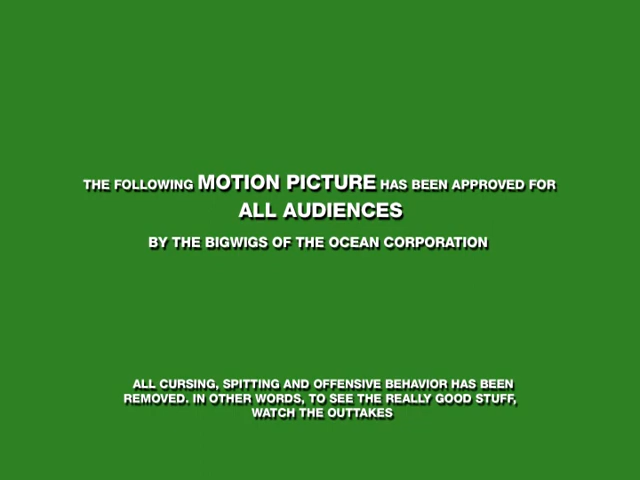 THE FOLLOWING MOTION PICTURE HAS BEEN APPROVED FOR
ALL AUDIENCES
BY THE BIGWIGS OF THE OCEAN CORPORATION
ALL CURSING, SPITTING AND OFFENSIVE BEHAVIOR HAS BEEN
REMOVED. IN OTHER WORDS, TO SEE THE REALLY GOOD STUFF,
WATCH THE OUTTAKES